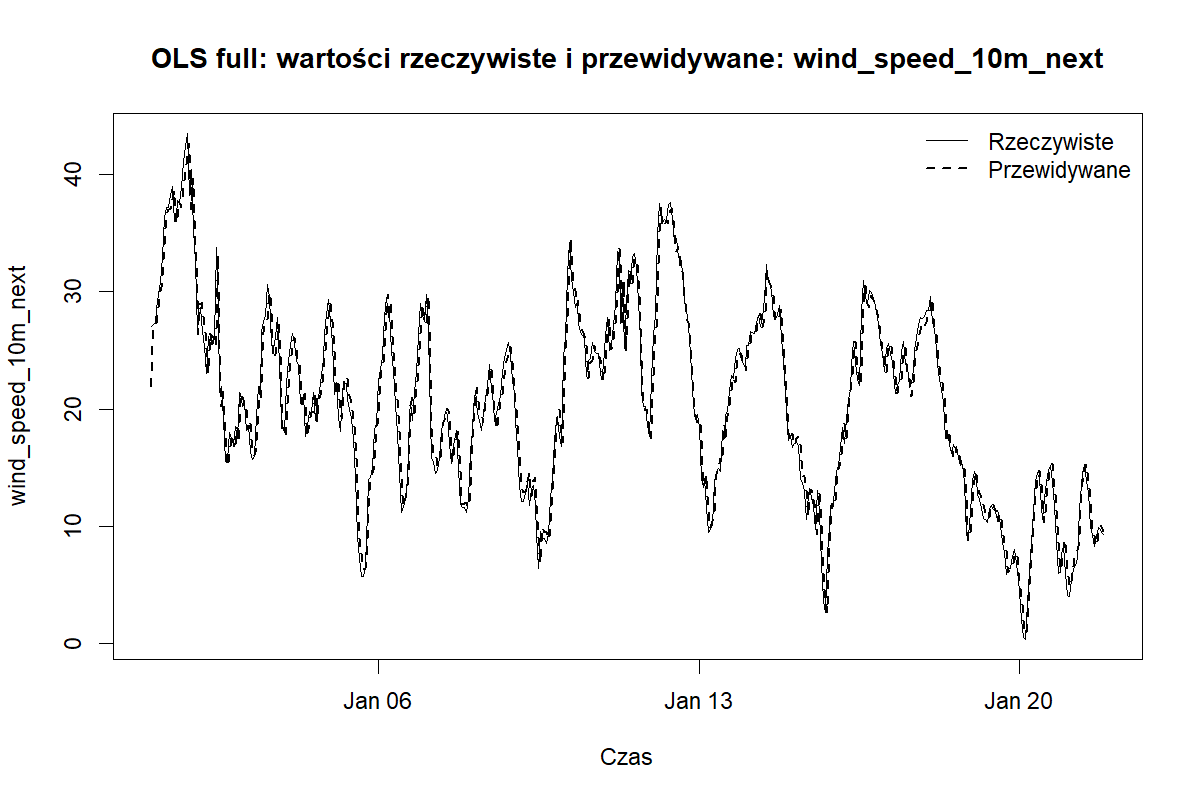 OLS full: wartości rzeczywiste i przewidywane: wind_speed_10m_next
Rzeczywiste
Przewidywane
wind_speed_10m_next
40
30
20
10
0
Jan 06
Jan 13
Jan 20
Czas